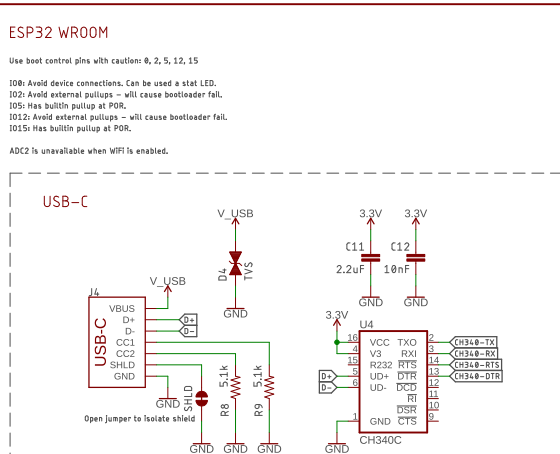 ESP32 WROOM
Use boot control pins with caution: 0, 2, 5, 12, 15
IO0: Avoid device connections. Can be used a stat LED.
IO2: Avoid external pullups - will cause bootloader fail.
IO5: Has builtin pullup at POR.
IO12: Avoid external pullups - will cause bootloader fail.
IO15: Has builtin pullup at POR.
ADC2 is unavailable when WiFi is enabled.
USB-C
V_USB
D4
TVS
GND
3.3V
3.3V
C11
2.2uF
C12
10nF
GND
GND
V_USB
J4
USB-C
VBUS
D+
D-
CC1
CC2
SHLD
GND
D+
D-
GND
SHLD
Open jumper to isolate shield
R8
5.1k
R9
5.1k
GND
GND
GND
3.3V
U4
16 VCC TXO 2 CH340-TX
4 V3 RXI 3 CH340-RX
15 R232 RTS 14 CH340-RTS
D+ 5 UD+ DTR 13 CH340-DTR
D- 6 UD- DCD 12
RI 11
DSR 10
1 GND CTS 9
CH340C
GND